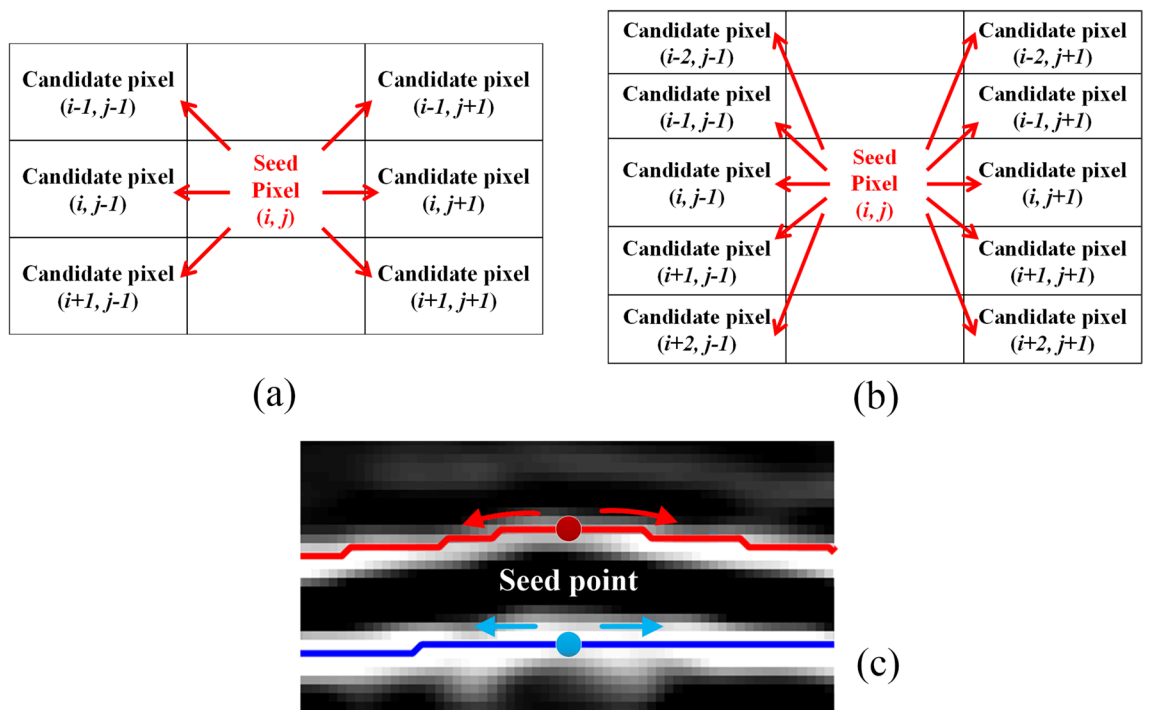 Candidate pixel
(i-1, j-1)
Candidate pixel
(i-1, j+1)
Candidate pixel
(i, j-1)
Seed
Pixel
(i, j)
Candidate pixel
(i, j+1)
Candidate pixel
(i+1, j-1)
Candidate pixel
(i+1, j+1)
(a)
Candidate pixel
(i-2, j-1)
Candidate pixel
(i-2, j+1)
Candidate pixel
(i-1, j-1)
Candidate pixel
(i-1, j+1)
Candidate pixel
(i, j-1)
Seed
Pixel
(i, j)
Candidate pixel
(i, j+1)
Candidate pixel
(i+1, j-1)
Candidate pixel
(i+1, j+1)
Candidate pixel
(i+2, j-1)
Candidate pixel
(i+2, j+1)
(b)
Seed point
(c)